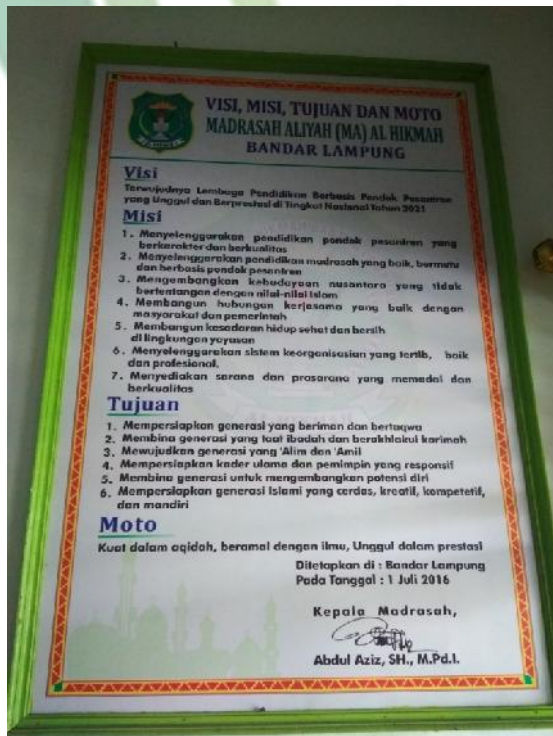 VISI, MISI, TUJUAN DAN MOTO
MADRASAH ALIYAH (MA) AL HIKMAH
BANDAR LAMPUNG
Visi
Terwujudnya Lembaga Pendidikan Berbasis Pondok Pesantren
yang Unggul dan Berprestasi di Tingkat Nasional Tahun 2021
Misi
1. Menyelenggarakan pendidikan pondok pesantren yang
berkarakter dan berkualitas
2. Menyelenggarakan pendidikan madrasah yang baik, bermutu
dan berbasis pondok pesantren
3. Mengembangkan kebudayaan nusantara yang tidak
bertentangan dengan nilai-nilai Islam
4. Membangun hubungan kerjasama yang baik dengan
masyarakat dan pemerintah
5. Membangun kesadaran hidup sehat dan bersih
di lingkungan yayasan
6. Menyelenggarakan sistem keorganisasian yang tertib, baik
dan profesional.
7. Menyediakan sarana dan prasarana yang memadai dan
berkualitas
Tujuan
1. Mempersiapkan generasi yang beriman dan bertaqwa
2. Membina generasi yang taat ibadah dan berakhlakul karimah
3. Mewujudkan generasi yang 'Alim dan 'Amil
4. Mempersiapkan kader ulama dan pemimpin yang responsif
5. Membina generasi untuk mengembangkan potensi diri
6. Mempersiapkan generasi Islami yang cerdas, kreatif, kompetetif,
dan mandiri
Moto
Kuat dalam aqidah, beramal dengan ilmu, Unggul dalam prestasi
Ditetapkan di : Bandar Lampung
Pada Tanggal : 1 Juli 2016
Kepala Madrasah,
Abdul Aziz, SH., M.Pd.I.